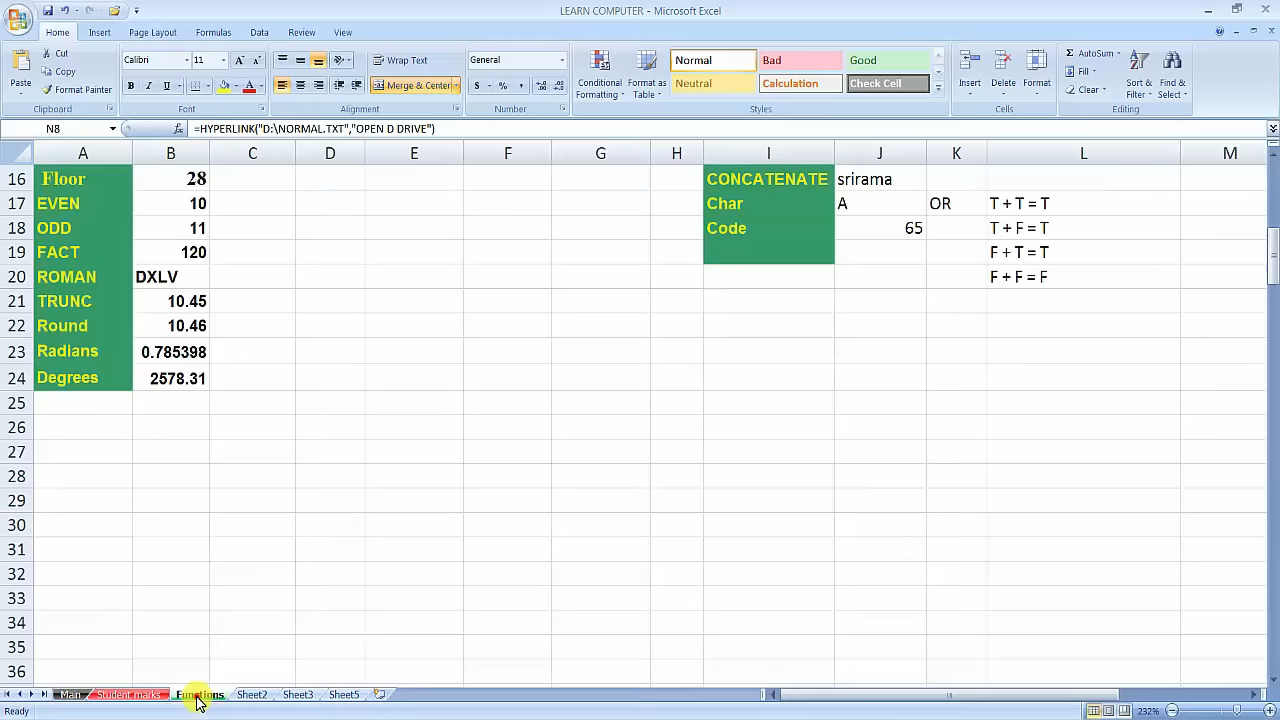 LEARN COMPUTER - Microsoft Excel
Home Insert Page Layout Formulas Data Review View
Paste Cut Copy Format Painter Clipboard
Calibri 11 B I U Font
Wrap Text Merge & Center Alignment
General $ % , Number
Conditional Formatting Format as Table Normal Bad Good Neutral Calculation Check Cell Styles
Insert Delete Format Cells
AutoSum Fill Clear Sort & Filter Find & Select Editing
N8 fx =HYPERLINK("D:\NORMAL.TXT","OPEN D DRIVE")
A B C D E F G H I J K L M
16 Floor 28 CONCATENATE srirama
17 EVEN 10 Char A OR T + T = T
18 ODD 11 Code 65 T + F = T
19 FACT 120 F + T = T
20 ROMAN DXLV F + F = F
21 TRUNC 10.45
22 Round 10.46
23 Radians 0.785398
24 Degrees 2578.31
25
26
27
28
29
30
31
32
33
34
35
36
Main Student marks Functions Sheet2 Sheet3 Sheet5
Ready 232%